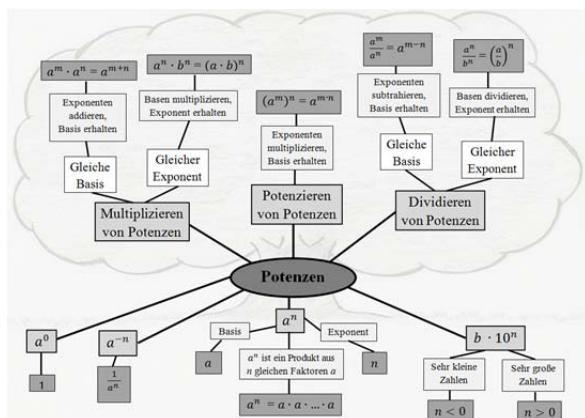 a^m · a^n = a^{m+n}
Exponenten
addieren,
Basis erhalten
Gleiche
Basis
a^n · b^n = (a · b)^n
Basen multiplizieren,
Exponent erhalten
Gleicher
Exponent
Multiplizieren
von Potenzen
(a^m)^n = a^{m·n}
Exponenten
multiplizieren,
Basis erhalten
Potenzieren
von Potenzen
a^m/a^n = a^{m−n}
Exponenten
subtrahieren,
Basis erhalten
Gleiche
Basis
a^n/b^n = (a/b)^n
Basen dividieren,
Exponent erhalten
Gleicher
Exponent
Dividieren
von Potenzen
Potenzen
a^0
1
a^{−n}
1/a^n
a^n
Basis
a
Exponent
n
a^n ist ein Produkt aus
n gleichen Faktoren a
a^n = a · a · … · a
b · 10^n
Sehr kleine
Zahlen
n < 0
Sehr große
Zahlen
n > 0